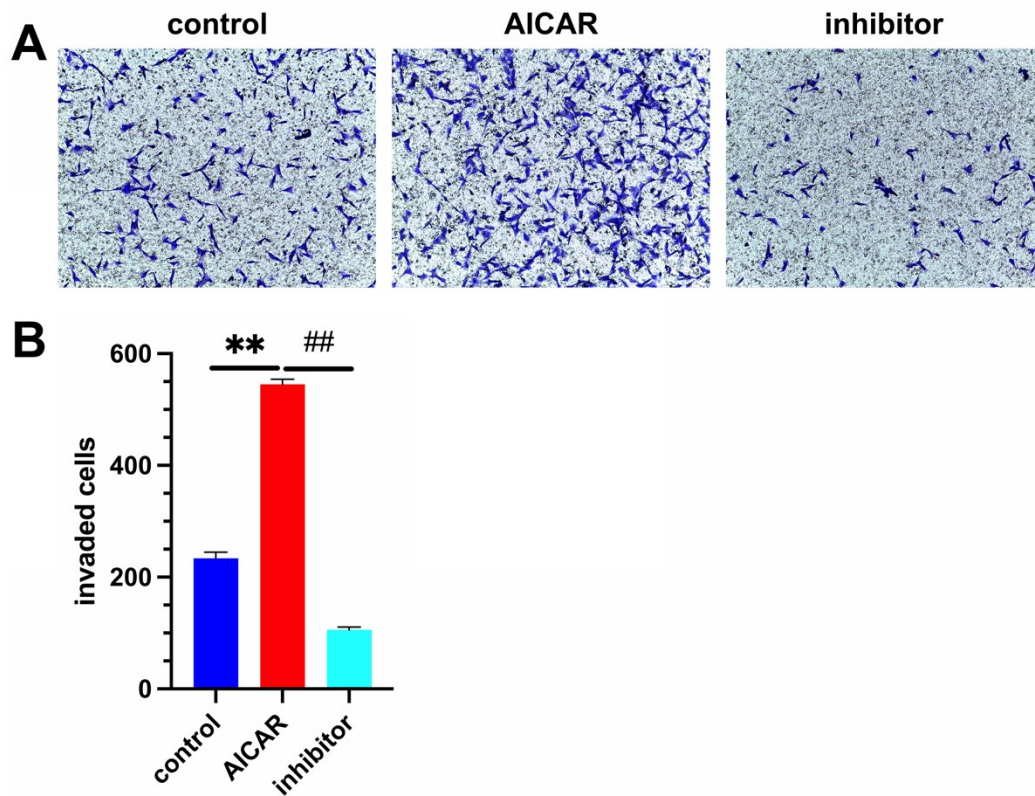 A
control
AICAR
inhibitor
B
** ##
600
400
200
0
invaded cells
control
AICAR
inhibitor